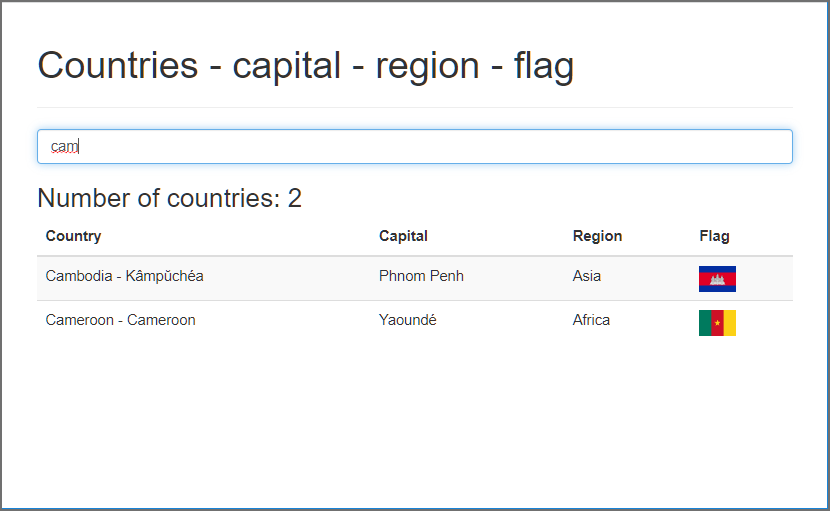 Countries - capital - region - flag
cam
Number of countries: 2
Country Capital Region Flag
Cambodia - Kâmpŭchéa Phnom Penh Asia
Cameroon - Cameroon Yaoundé Africa